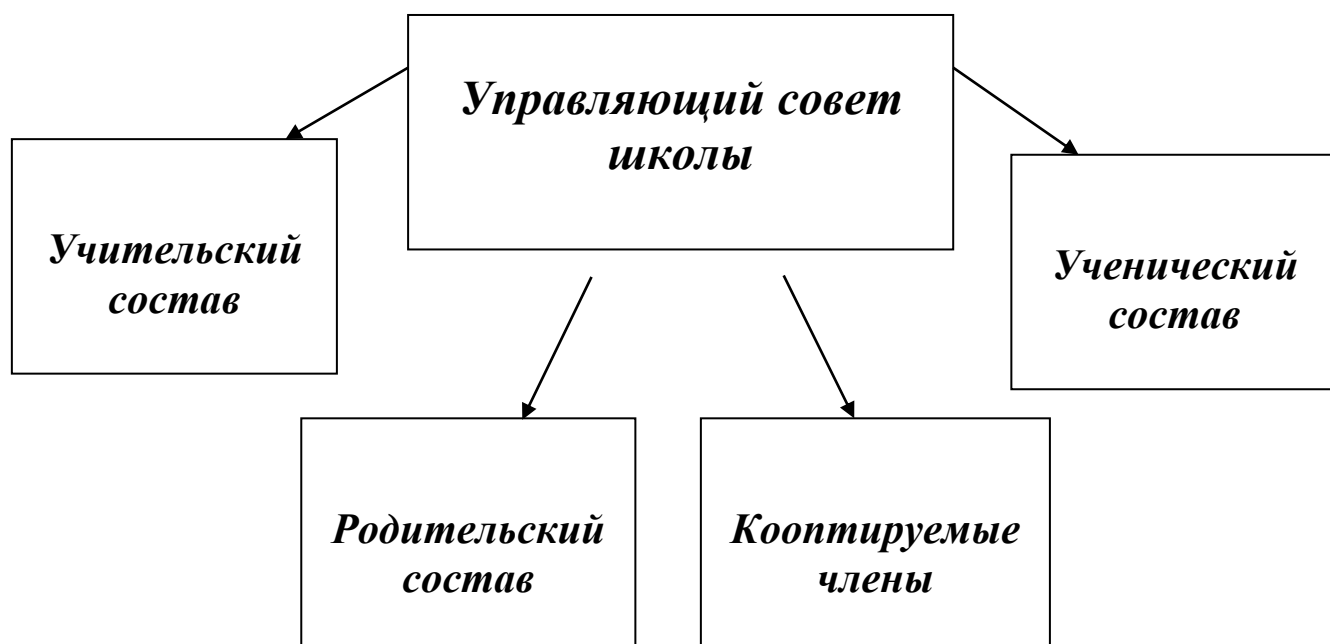 Управляющий совет
школы
Учительский
состав
Ученический
состав
Родительский
состав
Кооптируемые
члены